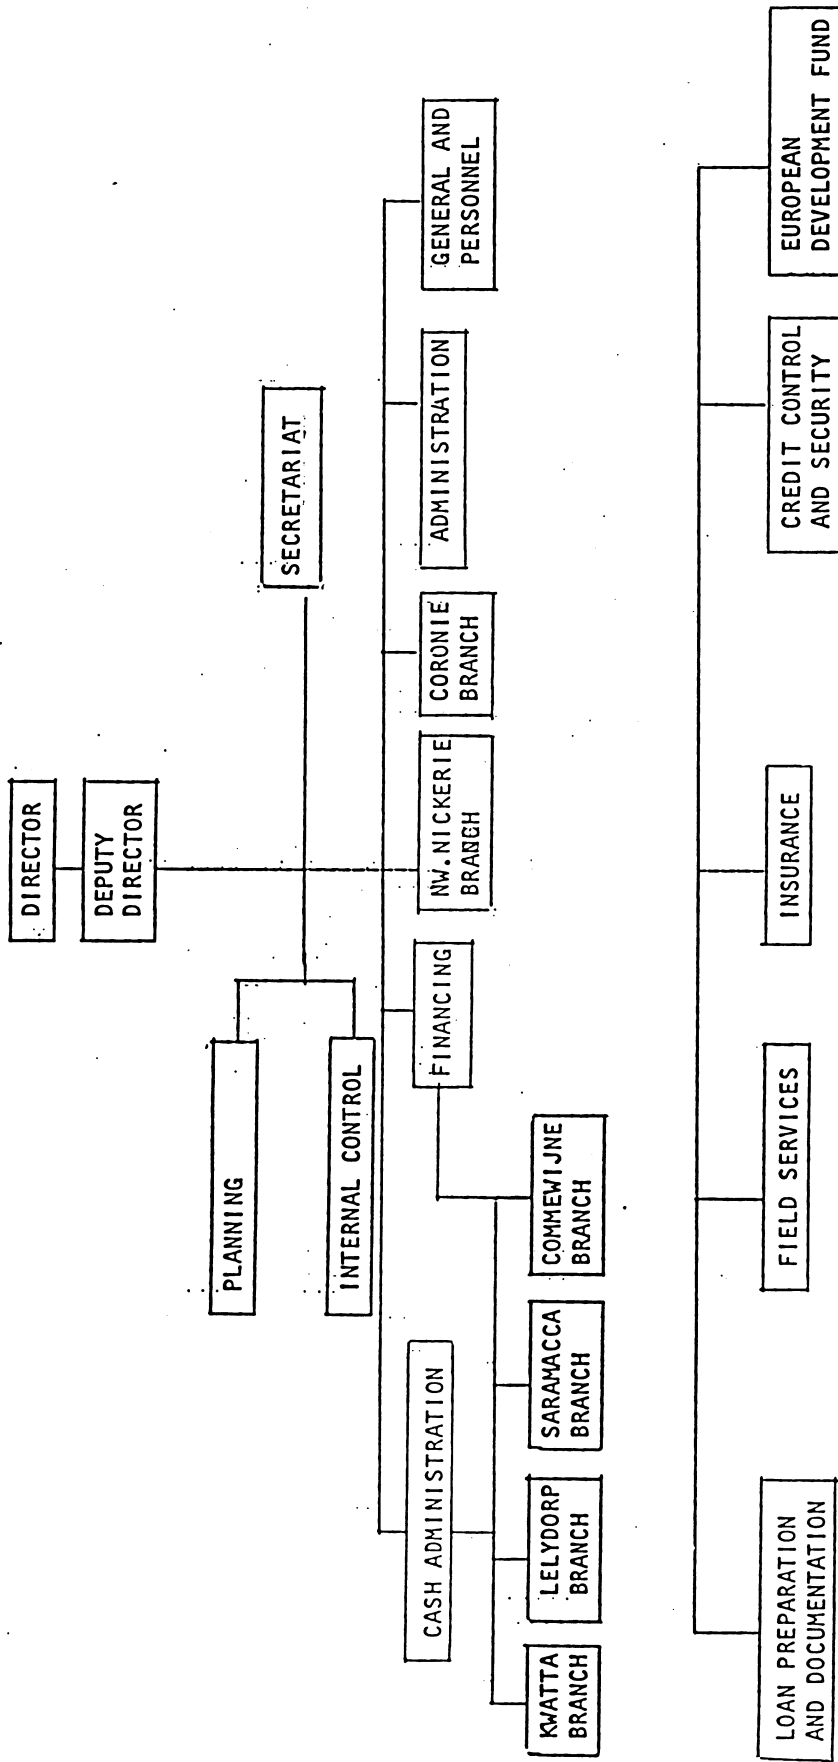 DIRECTOR
DEPUTY
DIRECTOR
PLANNING
INTERNAL CONTROL
SECRETARIAT
CASH ADMINISTRATION
FINANCING
NW.NICKERIE
BRANCH
CORONIE
BRANCH
ADMINISTRATION
GENERAL AND
PERSONNEL
KWATTA
BRANCH
LELYDORP
BRANCH
SARAMACCA
BRANCH
COMMEWIJNE
BRANCH
LOAN PREPARATION
AND DOCUMENTATION
FIELD SERVICES
INSURANCE
CREDIT CONTROL
AND SECURITY
EUROPEAN
DEVELOPMENT FUND